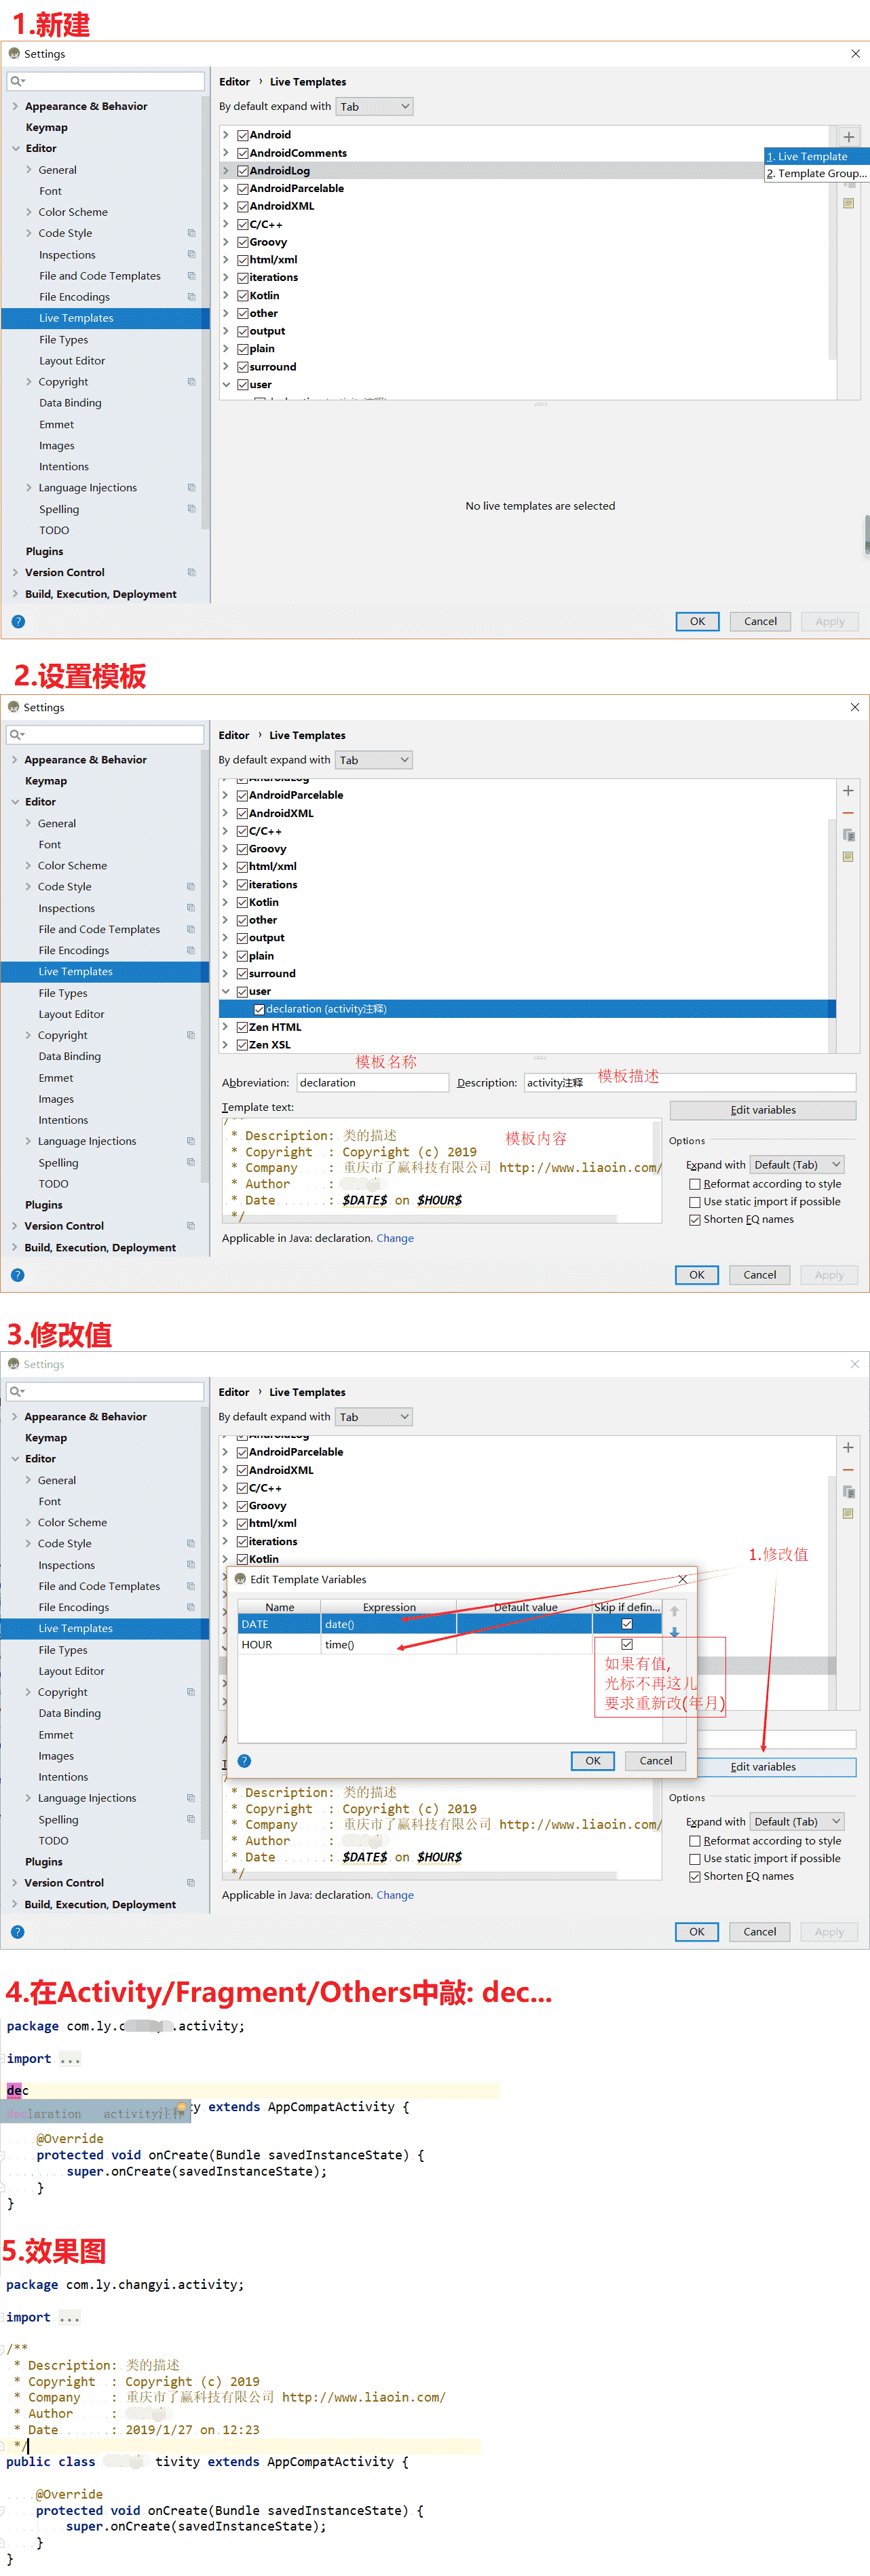 1.新建
Settings
Editor › Live Templates
By default expand with Tab
Appearance & Behavior
Keymap
Editor
General
Font
Color Scheme
Code Style
Inspections
File and Code Templates
File Encodings
Live Templates
File Types
Layout Editor
Copyright
Data Binding
Emmet
Images
Intentions
Language Injections
Spelling
TODO
Plugins
Version Control
Build, Execution, Deployment
Android
AndroidComments
AndroidLog
AndroidParcelable
AndroidXML
C/C++
Groovy
html/xml
iterations
Kotlin
other
output
plain
surround
user
1. Live Template
2. Template Group...
No live templates are selected
OK Cancel Apply
2.设置模板
Settings
Editor › Live Templates
By default expand with Tab
Appearance & Behavior
Keymap
Editor
General
Font
Color Scheme
Code Style
Inspections
File and Code Templates
File Encodings
Live Templates
File Types
Layout Editor
Copyright
Data Binding
Emmet
Images
Intentions
Language Injections
Spelling
TODO
Plugins
Version Control
Build, Execution, Deployment
AndroidLog
AndroidParcelable
AndroidXML
C/C++
Groovy
html/xml
iterations
Kotlin
other
output
plain
surround
user
declaration (activity注释)
Zen HTML
Zen XSL
模板名称
模板描述
Abbreviation: declaration Description: activity注释
Template text:
Edit variables
模板内容
/**
* Description: 类的描述
* Copyright : Copyright (c) 2019
* Company : 重庆市了赢科技有限公司 http://www.liaoin.com/
* Author :
* Date : $DATE$ on $HOUR$
*/
Options
Expand with Default (Tab)
Reformat according to style
Use static import if possible
Shorten FQ names
Applicable in Java: declaration. Change
OK Cancel Apply
3.修改值
Settings
Editor › Live Templates
By default expand with Tab
Appearance & Behavior
Keymap
Editor
General
Font
Color Scheme
Code Style
Inspections
File and Code Templates
File Encodings
Live Templates
File Types
Layout Editor
Copyright
Data Binding
Emmet
Images
Intentions
Language Injections
Spelling
TODO
Plugins
Version Control
Build, Execution, Deployment
AndroidLog
AndroidParcelable
AndroidXML
C/C++
Groovy
html/xml
iterations
Kotlin
1.修改值
Edit Template Variables
Name Expression Default value Skip if defin...
DATE date()
HOUR time()
如果有值,
光标不再这儿
要求重新改(年月)
OK Cancel
Edit variables
* Description: 类的描述
* Copyright : Copyright (c) 2019
* Company : 重庆市了赢科技有限公司 http://www.liaoin.com/
* Author :
* Date : $DATE$ on $HOUR$
*/
Options
Expand with Default (Tab)
Reformat according to style
Use static import if possible
Shorten FQ names
Applicable in Java: declaration. Change
OK Cancel Apply
4.在Activity/Fragment/Others中敲: dec...
package com.ly.c .activity;
import ...
dec
declaration activity注释
y extends AppCompatActivity {
@Override
protected void onCreate(Bundle savedInstanceState) {
super.onCreate(savedInstanceState);
}
}
5.效果图
package com.ly.changyi.activity;
import ...
/**
* Description: 类的描述
* Copyright : Copyright (c) 2019
* Company : 重庆市了赢科技有限公司 http://www.liaoin.com/
* Author :
* Date : 2019/1/27 on 12:23
*/
public class tivity extends AppCompatActivity {
@Override
protected void onCreate(Bundle savedInstanceState) {
super.onCreate(savedInstanceState);
}
}